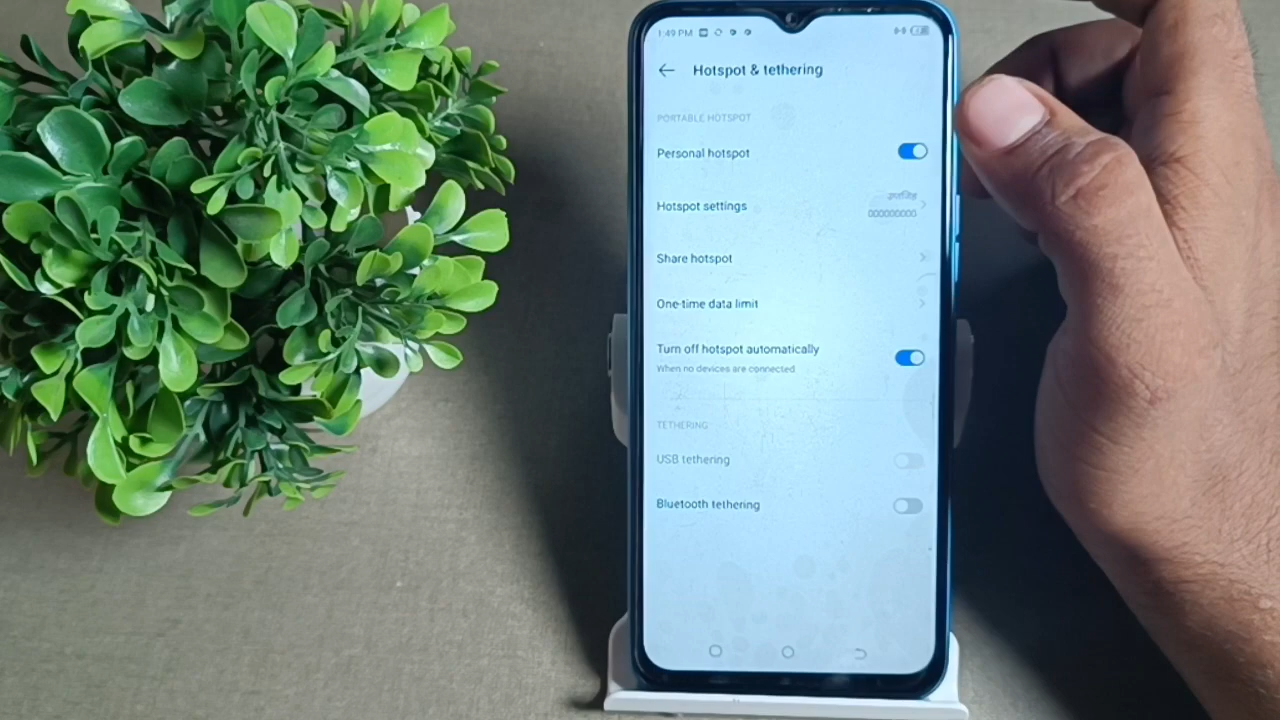 1:49 PM
Hotspot & tethering
PORTABLE HOTSPOT
Personal hotspot
Hotspot settings
000000000
Share hotspot
One-time data limit
Turn off hotspot automatically
When no devices are connected
TETHERING
USB tethering
Bluetooth tethering